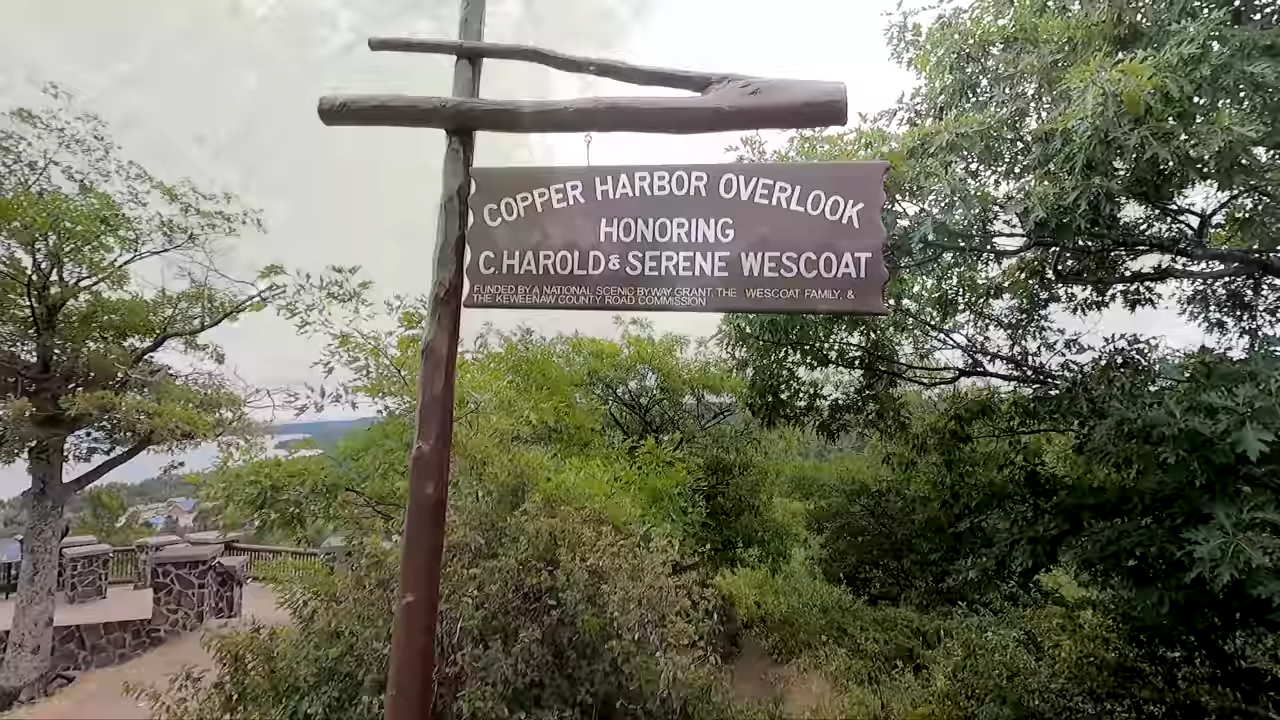 COPPER HARBOR OVERLOOK
HONORING
C. HAROLD & SERENE WESCOAT
FUNDED BY A NATIONAL SCENIC BYWAY GRANT, THE WESCOAT FAMILY, &
THE KEWEENAW COUNTY ROAD COMMISSION